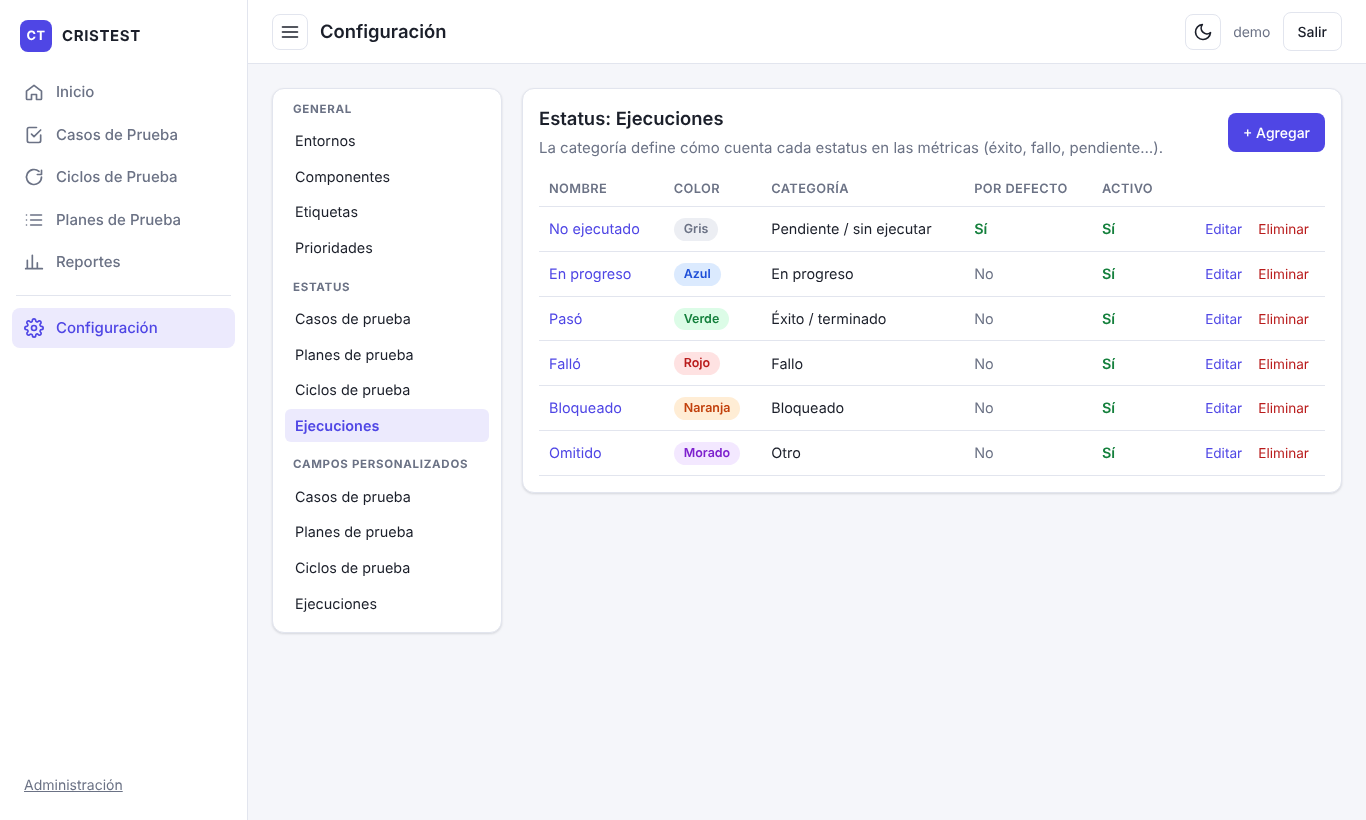 CT CRISTEST
Inicio
Casos de Prueba
Ciclos de Prueba
Planes de Prueba
Reportes
Configuración
Administración
Configuración
demo
Salir
GENERAL
Entornos
Componentes
Etiquetas
Prioridades
ESTATUS
Casos de prueba
Planes de prueba
Ciclos de prueba
Ejecuciones
CAMPOS PERSONALIZADOS
Casos de prueba
Planes de prueba
Ciclos de prueba
Ejecuciones
Estatus: Ejecuciones
La categoría define cómo cuenta cada estatus en las métricas (éxito, fallo, pendiente...).
+ Agregar
NOMBRE COLOR CATEGORÍA POR DEFECTO ACTIVO
No ejecutado Gris Pendiente / sin ejecutar Sí Sí Editar Eliminar
En progreso Azul En progreso No Sí Editar Eliminar
Pasó Verde Éxito / terminado No Sí Editar Eliminar
Falló Rojo Fallo No Sí Editar Eliminar
Bloqueado Naranja Bloqueado No Sí Editar Eliminar
Omitido Morado Otro No Sí Editar Eliminar